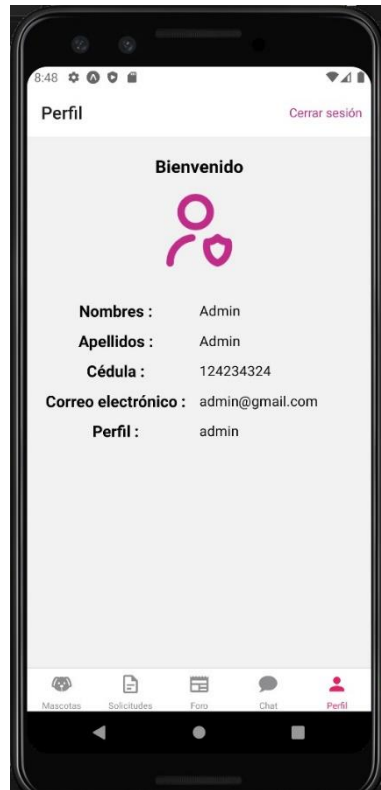 8:48
Perfil Cerrar sesión
Bienvenido
Nombres : Admin
Apellidos : Admin
Cédula : 124234324
Correo electrónico : admin@gmail.com
Perfil : admin
Mascotas Solicitudes Foro Chat Perfil